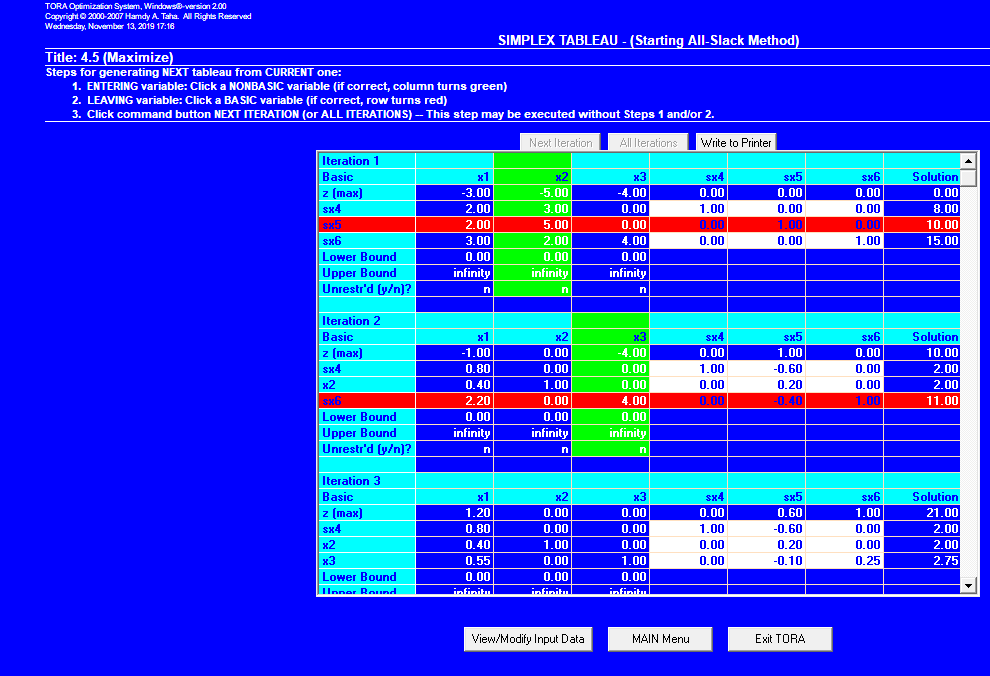 TORA Optimization System, Windows®-version 2.00
Copyright © 2000-2007 Hamdy A. Taha. All Rights Reserved
Wednesday, November 13, 2019 17:16
SIMPLEX TABLEAU - (Starting All-Slack Method)
Title: 4.5 (Maximize)
Steps for generating NEXT tableau from CURRENT one:
1. ENTERING variable: Click a NONBASIC variable (if correct, column turns green)
2. LEAVING variable: Click a BASIC variable (if correct, row turns red)
3. Click command button NEXT ITERATION (or ALL ITERATIONS) -- This step may be executed without Steps 1 and/or 2.
Next Iteration All Iterations Write to Printer
Iteration 1
Basic x1 x2 x3 sx4 sx5 sx6 Solution
z (max) -3.00 -5.00 -4.00 0.00 0.00 0.00 0.00
sx4 2.00 3.00 0.00 1.00 0.00 0.00 8.00
sx5 2.00 5.00 0.00 0.00 1.00 0.00 10.00
sx6 3.00 2.00 4.00 0.00 0.00 1.00 15.00
Lower Bound 0.00 0.00 0.00
Upper Bound infinity infinity infinity
Unrestr'd (y/n)? n n n
Iteration 2
Basic x1 x2 x3 sx4 sx5 sx6 Solution
z (max) -1.00 0.00 -4.00 0.00 1.00 0.00 10.00
sx4 0.80 0.00 0.00 1.00 -0.60 0.00 2.00
x2 0.40 1.00 0.00 0.00 0.20 0.00 2.00
sx6 2.20 0.00 4.00 0.00 -0.40 1.00 11.00
Lower Bound 0.00 0.00 0.00
Upper Bound infinity infinity infinity
Unrestr'd (y/n)? n n n
Iteration 3
Basic x1 x2 x3 sx4 sx5 sx6 Solution
z (max) 1.20 0.00 0.00 0.00 0.60 1.00 21.00
sx4 0.80 0.00 0.00 1.00 -0.60 0.00 2.00
x2 0.40 1.00 0.00 0.00 0.20 0.00 2.00
x3 0.55 0.00 1.00 0.00 -0.10 0.25 2.75
Lower Bound 0.00 0.00 0.00
Upper Bound infinity infinity infinity
View/Modify Input Data MAIN Menu Exit TORA